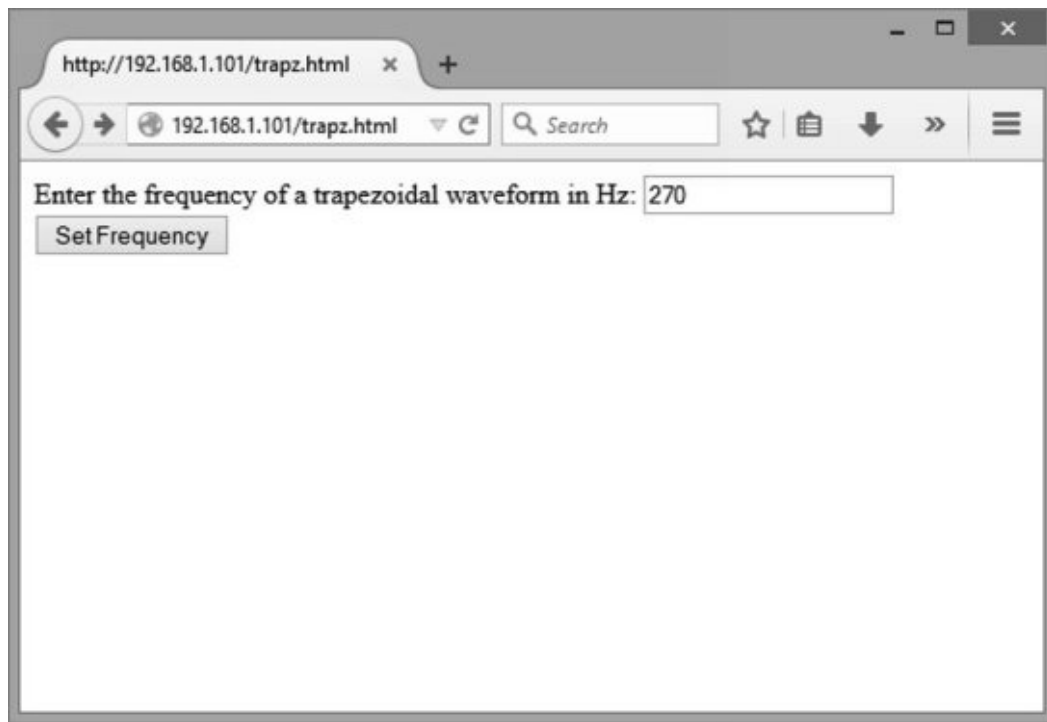 http://192.168.1.101/trapz.html
192.168.1.101/trapz.html
Search
Enter the frequency of a trapezoidal waveform in Hz: 270
Set Frequency